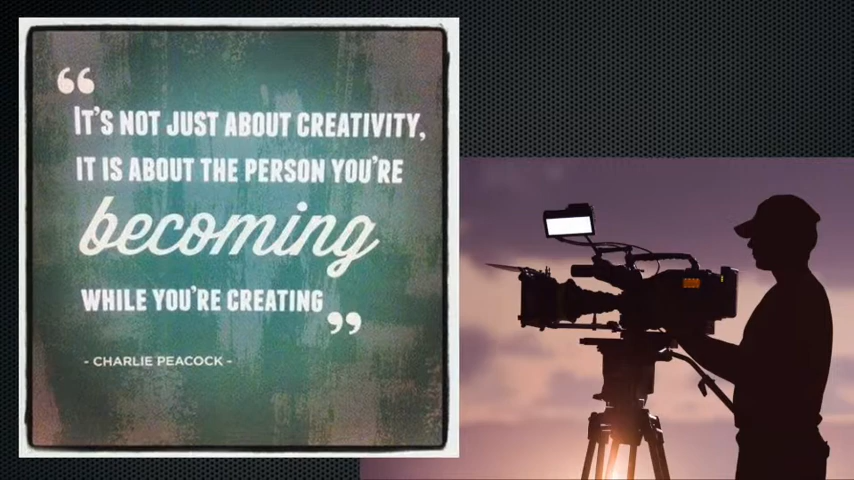 “
IT'S NOT JUST ABOUT CREATIVITY,
IT IS ABOUT THE PERSON YOU'RE
becoming
WHILE YOU'RE CREATING
”
- CHARLIE PEACOCK -